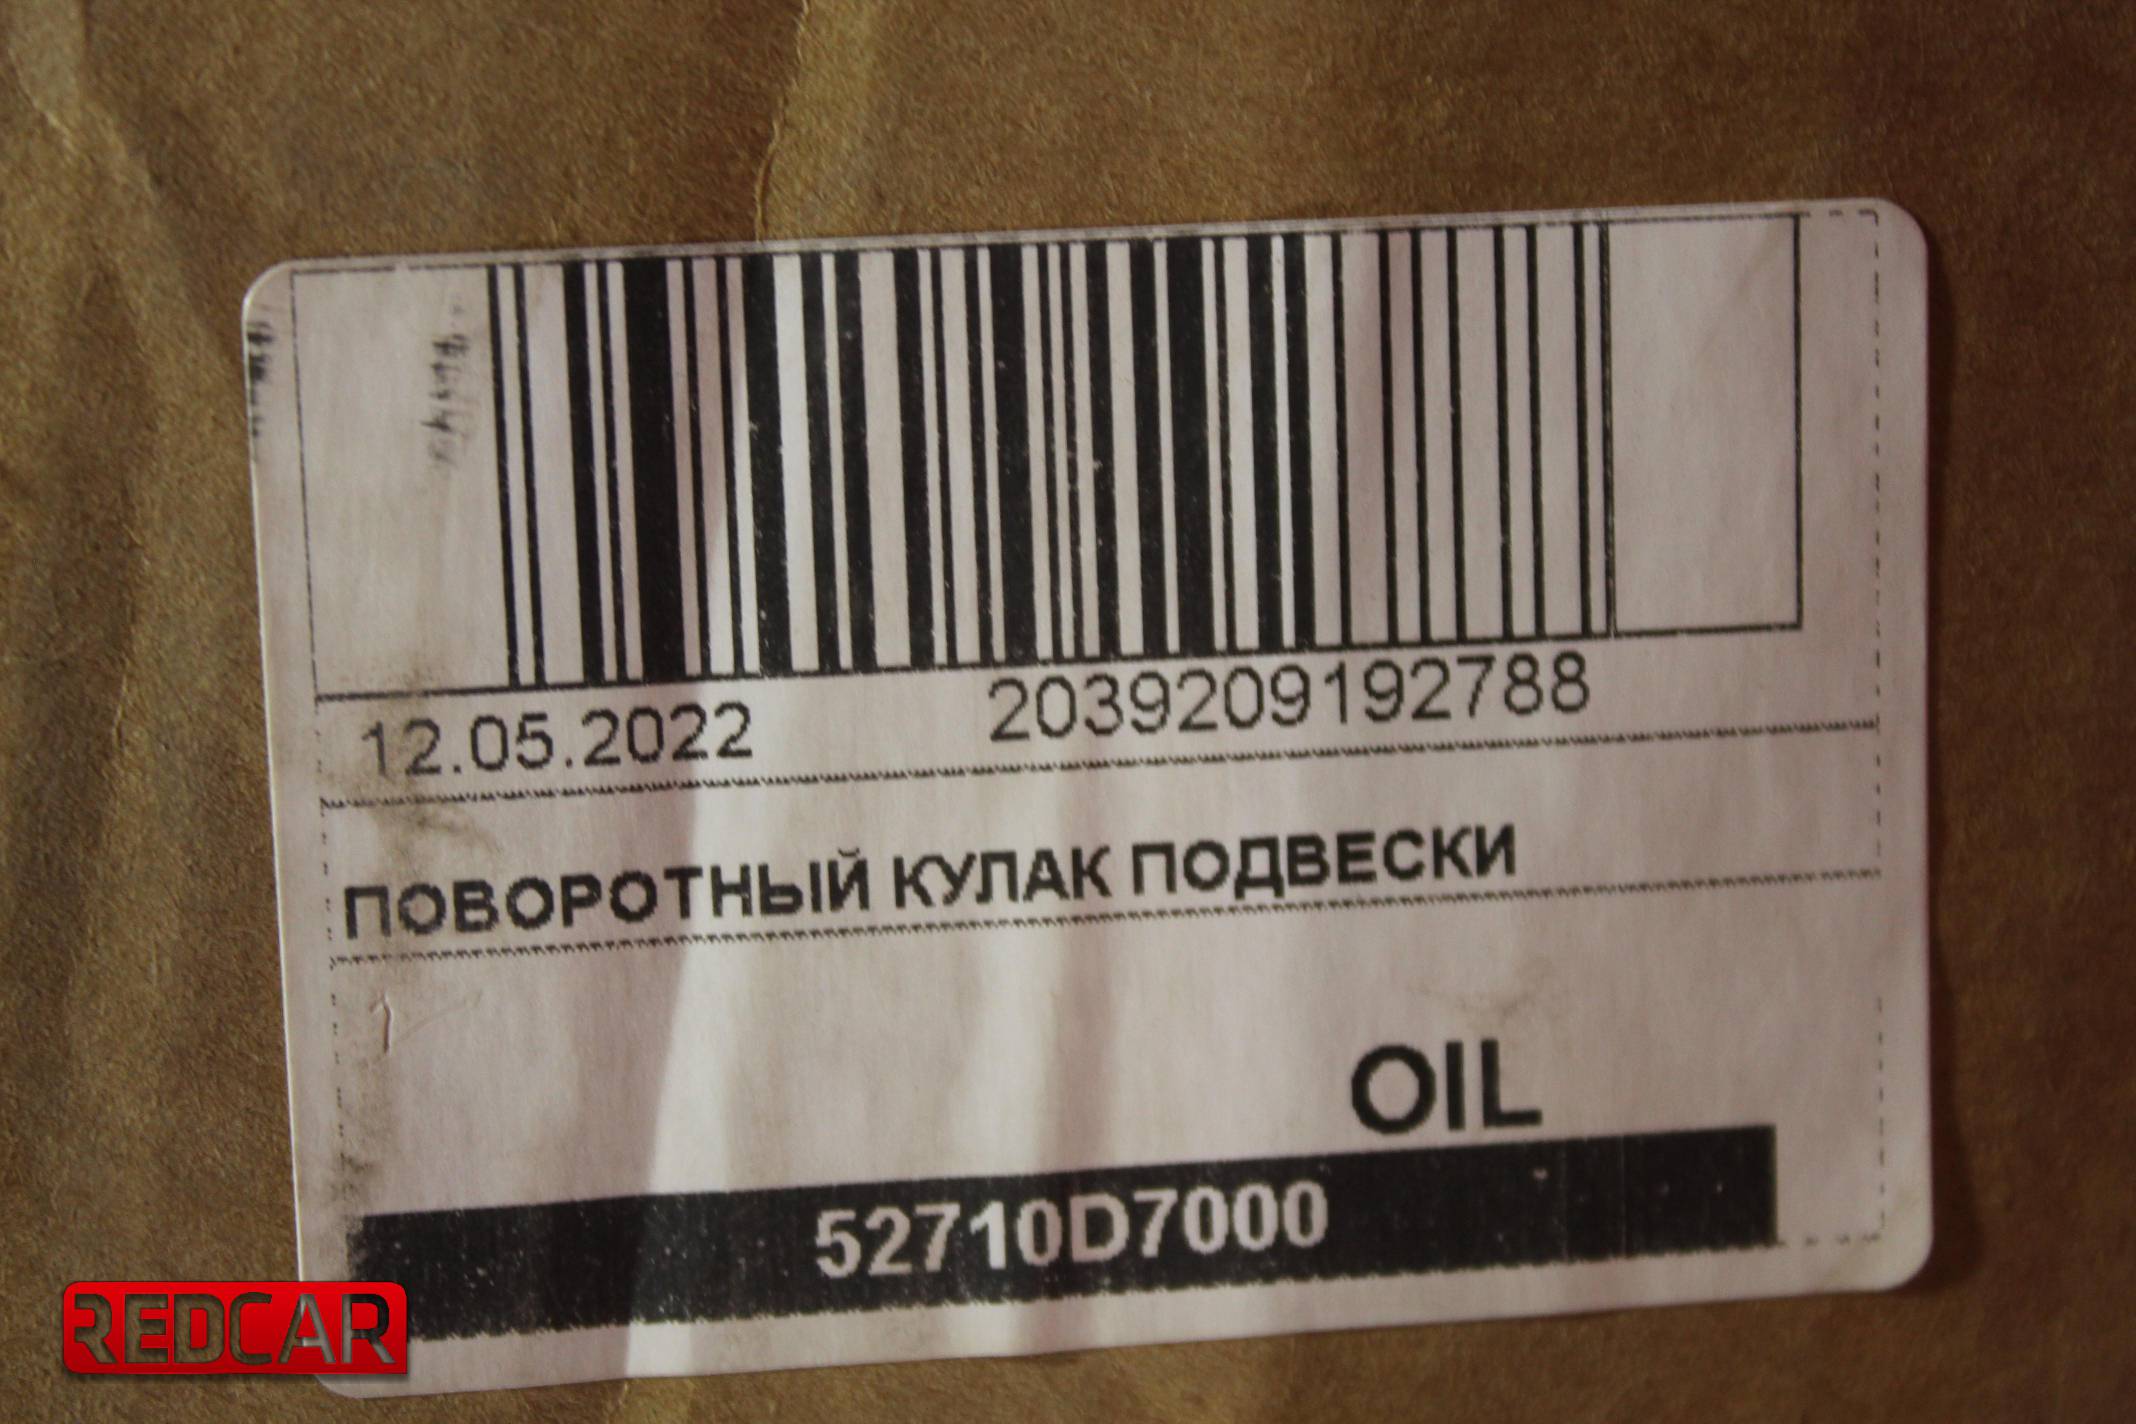 12.05.2022 2039209192788
ПОВОРОТНЫЙ КУЛАК ПОДВЕСКИ
OIL
52710D7000
REDCAR